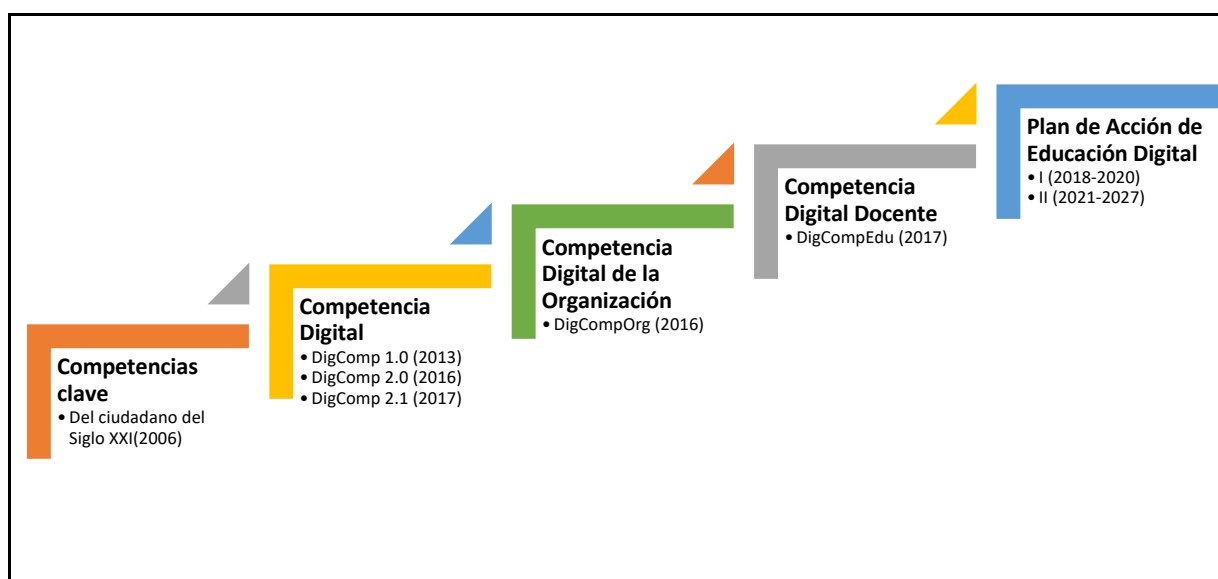 Competencias
clave
• Del ciudadano del
Siglo XXI(2006)
Competencia
Digital
• DigComp 1.0 (2013)
• DigComp 2.0 (2016)
• DigComp 2.1 (2017)
Competencia
Digital de la
Organización
• DigCompOrg (2016)
Competencia
Digital Docente
• DigCompEdu (2017)
Plan de Acción de
Educación Digital
• I (2018-2020)
• II (2021-2027)